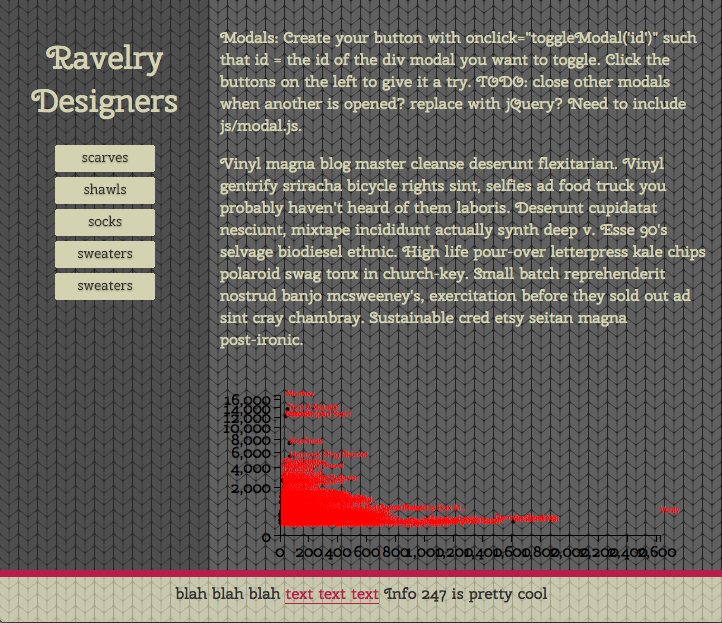 Ravelry
Designers
scarves
shawls
socks
sweaters
sweaters
Modals: Create your button with onclick="toggleModal('id')" such
that id = the id of the div modal you want to toggle. Click the
buttons on the left to give it a try. TODO: close other modals
when another is opened? replace with jQuery? Need to include
js/modal.js.
Vinyl magna blog master cleanse deserunt flexitarian. Vinyl
gentrify sriracha bicycle rights sint, selfies ad food truck you
probably haven't heard of them laboris. Deserunt cupidatat
nesciunt, mixtape incididunt actually synth deep v. Esse 90's
selvage biodiesel ethnic. High life pour-over letterpress kale chips
polaroid swag tonx in church-key. Small batch reprehenderit
nostrud banjo mcsweeney's, exercitation before they sold out ad
sint cray chambray. Sustainable cred etsy seitan magna
post-ironic.
Monkey
16,000
14,000
12,000
10,000
8,000
6,000
4,000
2,000
0
0 200 400 600 800 1,000 1,200 1,400 1,600 1,800 2,000 2,200 2,400 2,600
blah blah blah text text text Info 247 is pretty cool